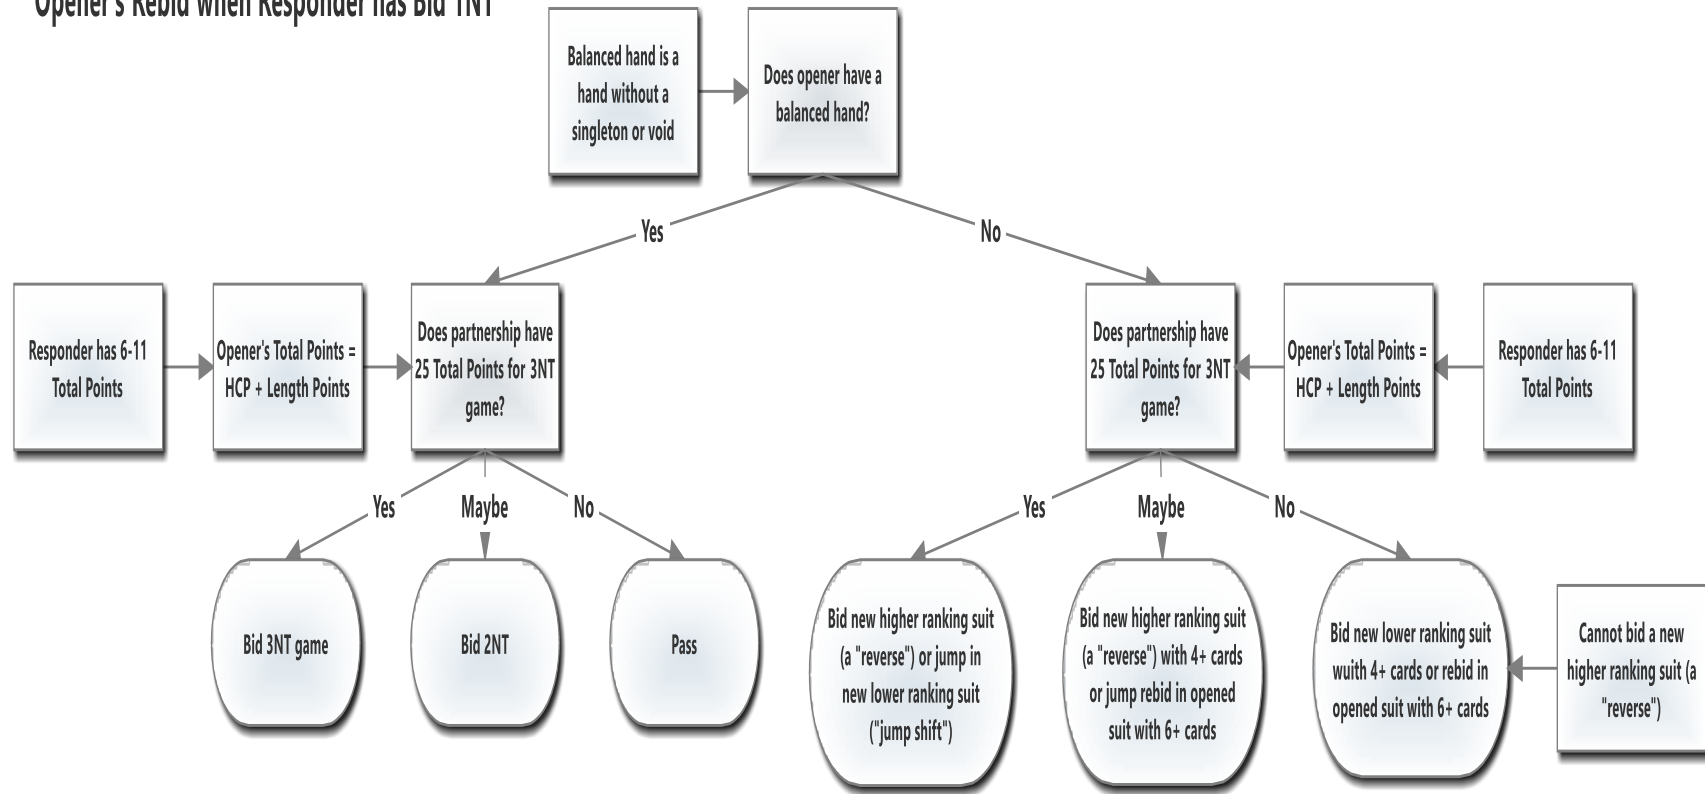 Opener's Rebid when Responder has Bid 1NT
Balanced hand is a
hand without a
singleton or void
Does opener have a
balanced hand?
Yes
No
Responder has 6-11
Total Points
Opener's Total Points =
HCP + Length Points
Does partnership have
25 Total Points for 3NT
game?
Does partnership have
25 Total Points for 3NT
game?
Opener's Total Points =
HCP + Length Points
Responder has 6-11
Total Points
Yes
Maybe
No
Yes
Maybe
No
Bid 3NT game
Bid 2NT
Pass
Bid new higher ranking suit
(a "reverse") or jump in
new lower ranking suit
("jump shift")
Bid new higher ranking suit
(a "reverse") with 4+ cards
or jump rebid in opened
suit with 6+ cards
Bid new lower ranking suit
wuith 4+ cards or rebid in
opened suit with 6+ cards
Cannot bid a new
higher ranking suit (a
"reverse")